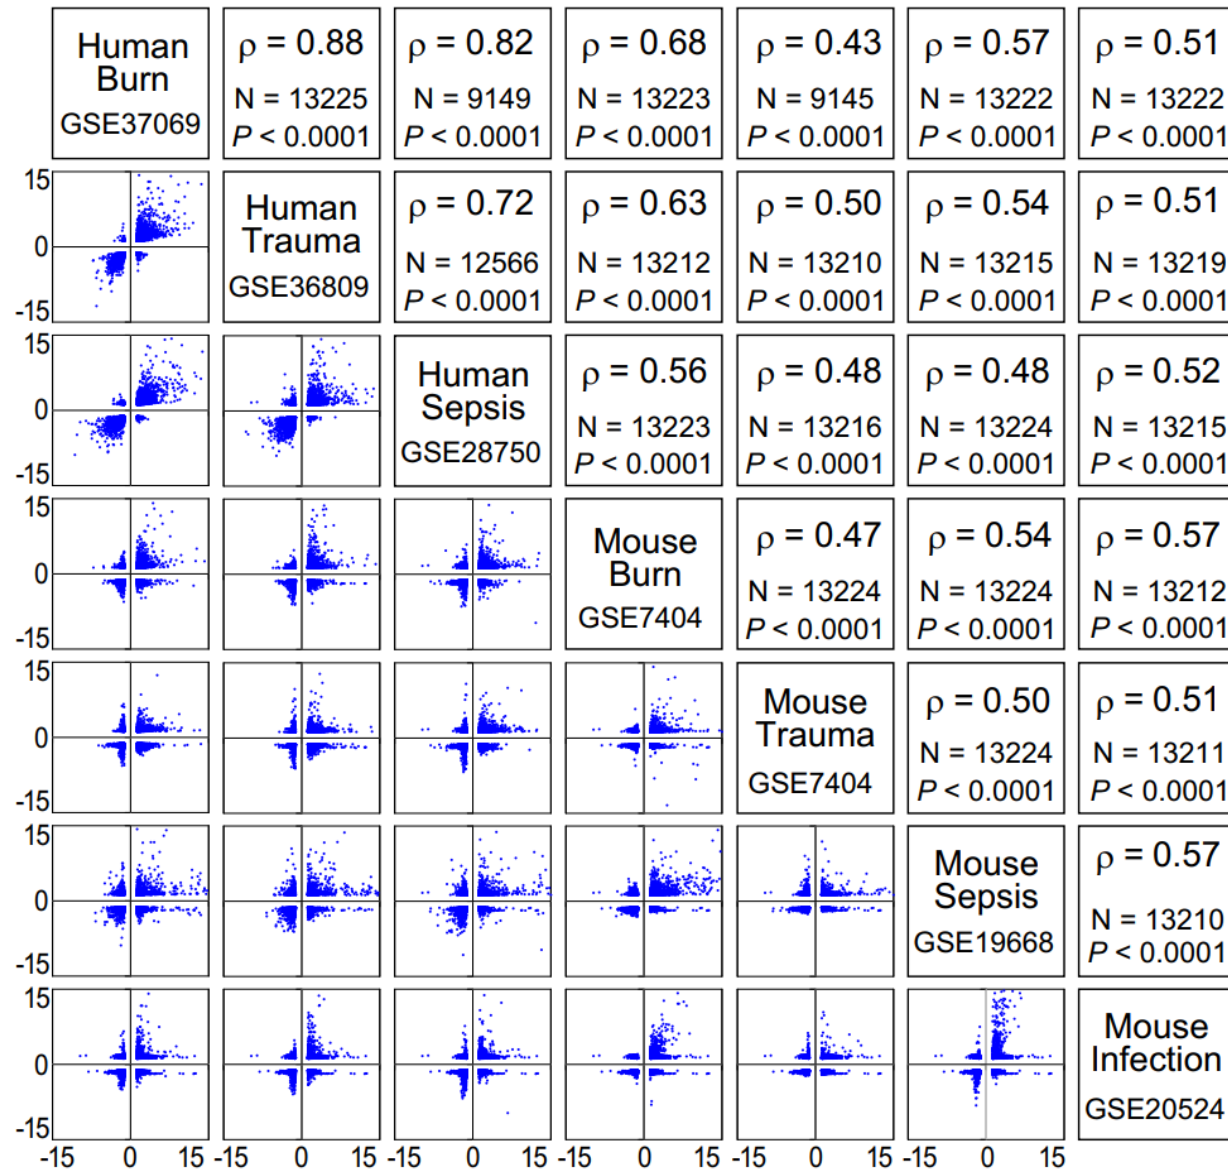 Human
Burn
GSE37069
ρ = 0.88
N = 13225
P < 0.0001
ρ = 0.82
N = 9149
P < 0.0001
ρ = 0.68
N = 13223
P < 0.0001
ρ = 0.43
N = 9145
P < 0.0001
ρ = 0.57
N = 13222
P < 0.0001
ρ = 0.51
N = 13222
P < 0.0001
15
0
-15
Human
Trauma
GSE36809
ρ = 0.72
N = 12566
P < 0.0001
ρ = 0.63
N = 13212
P < 0.0001
ρ = 0.50
N = 13210
P < 0.0001
ρ = 0.54
N = 13215
P < 0.0001
ρ = 0.51
N = 13219
P < 0.0001
15
0
-15
Human
Sepsis
GSE28750
ρ = 0.56
N = 13223
P < 0.0001
ρ = 0.48
N = 13216
P < 0.0001
ρ = 0.48
N = 13224
P < 0.0001
ρ = 0.52
N = 13215
P < 0.0001
15
0
-15
Mouse
Burn
GSE7404
ρ = 0.47
N = 13224
P < 0.0001
ρ = 0.54
N = 13224
P < 0.0001
ρ = 0.57
N = 13212
P < 0.0001
15
0
-15
Mouse
Trauma
GSE7404
ρ = 0.50
N = 13224
P < 0.0001
ρ = 0.51
N = 13211
P < 0.0001
15
0
-15
Mouse
Sepsis
GSE19668
ρ = 0.57
N = 13210
P < 0.0001
15
0
-15
Mouse
Infection
GSE20524
-15 0 15 -15 0 15 -15 0 15 -15 0 15 -15 0 15 -15 0 15